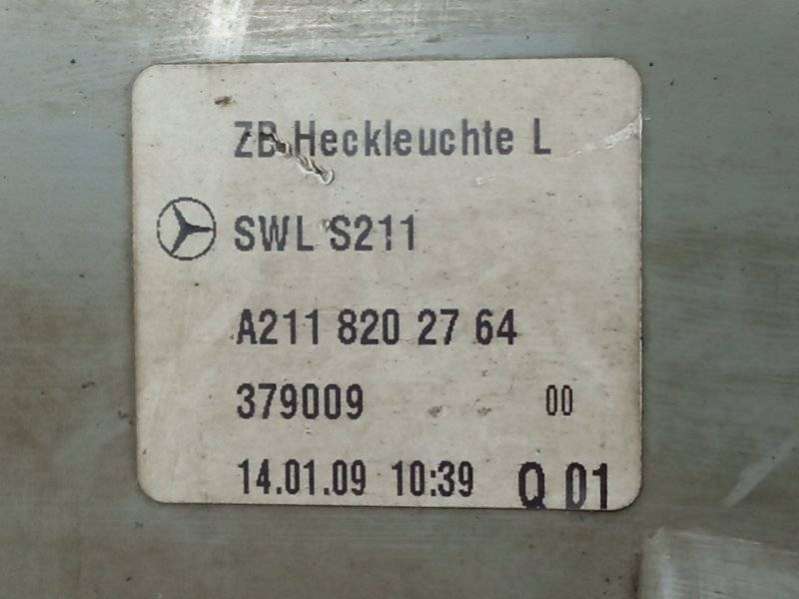 ZB Heckleuchte L
SWL S211
A211 820 27 64
379009 00
14.01.09 10:39 Q 01